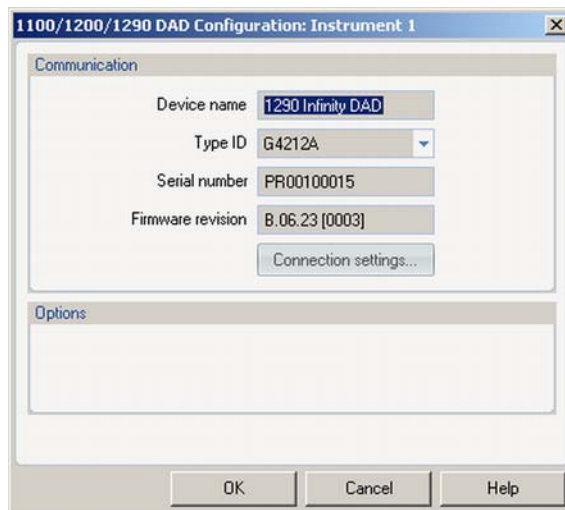 1100/1200/1290 DAD Configuration: Instrument 1
Communication
Device name 1290 Infinity DAD
Type ID G4212A
Serial number PR00100015
Firmware revision B.06.23 [0003]
Connection settings...
Options
OK Cancel Help